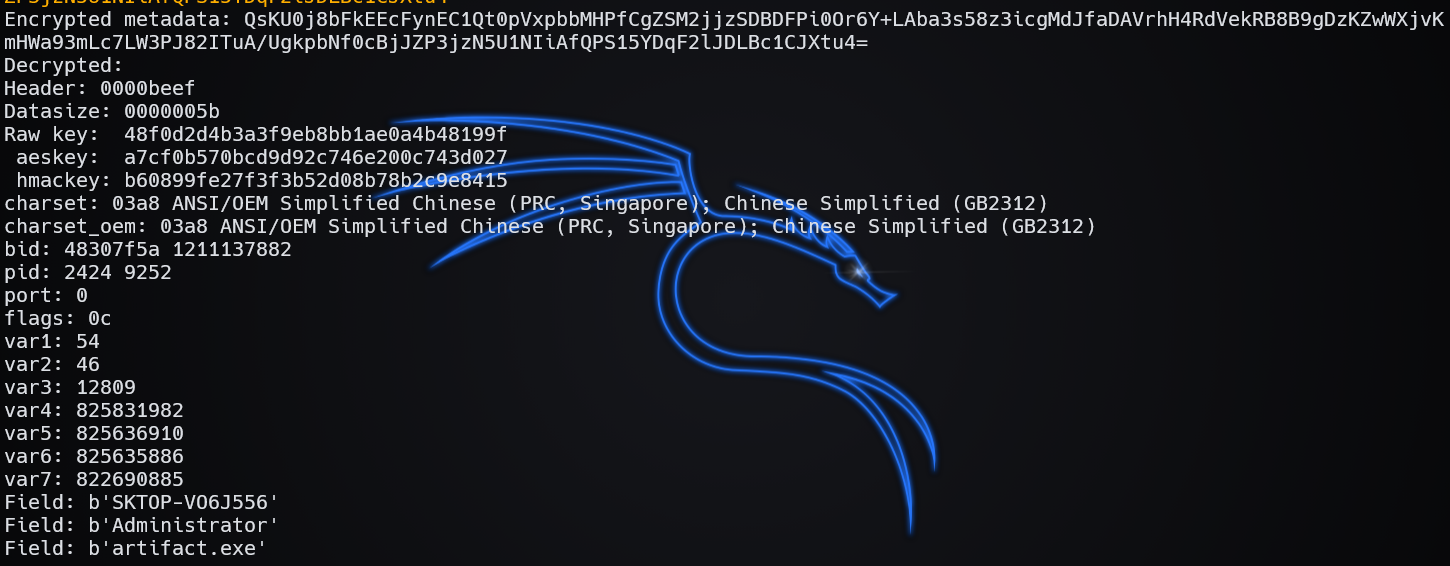 Encrypted metadata: QsKU0j8bFkEEcFynEC1Qt0pVxpbbMHPfCgZSM2jjzSDBDFPi0Or6Y+LAba3s58z3icgMdJfaDAVrhH4RdVekRB8B9gDzKZwWXjvK
mHWa93mLc7LW3PJ82ITuA/UgkpbNf0cBjJZP3jzN5U1NIiAfQPS15YDqF2lJDLBc1CJXtu4=
Decrypted:
Header: 0000beef
Datasize: 0000005b
Raw key:  48f0d2d4b3a3f9eb8bb1ae0a4b48199f
 aeskey:  a7cf0b570bcd9d92c746e200c743d027
 hmackey: b60899fe27f3f3b52d08b78b2c9e8415
charset: 03a8 ANSI/OEM Simplified Chinese (PRC, Singapore); Chinese Simplified (GB2312)
charset_oem: 03a8 ANSI/OEM Simplified Chinese (PRC, Singapore); Chinese Simplified (GB2312)
bid: 48307f5a 1211137882
pid: 2424 9252
port: 0
flags: 0c
var1: 54
var2: 46
var3: 12809
var4: 825831982
var5: 825636910
var6: 825635886
var7: 822690885
Field: b'SKTOP-VO6J556'
Field: b'Administrator'
Field: b'artifact.exe'